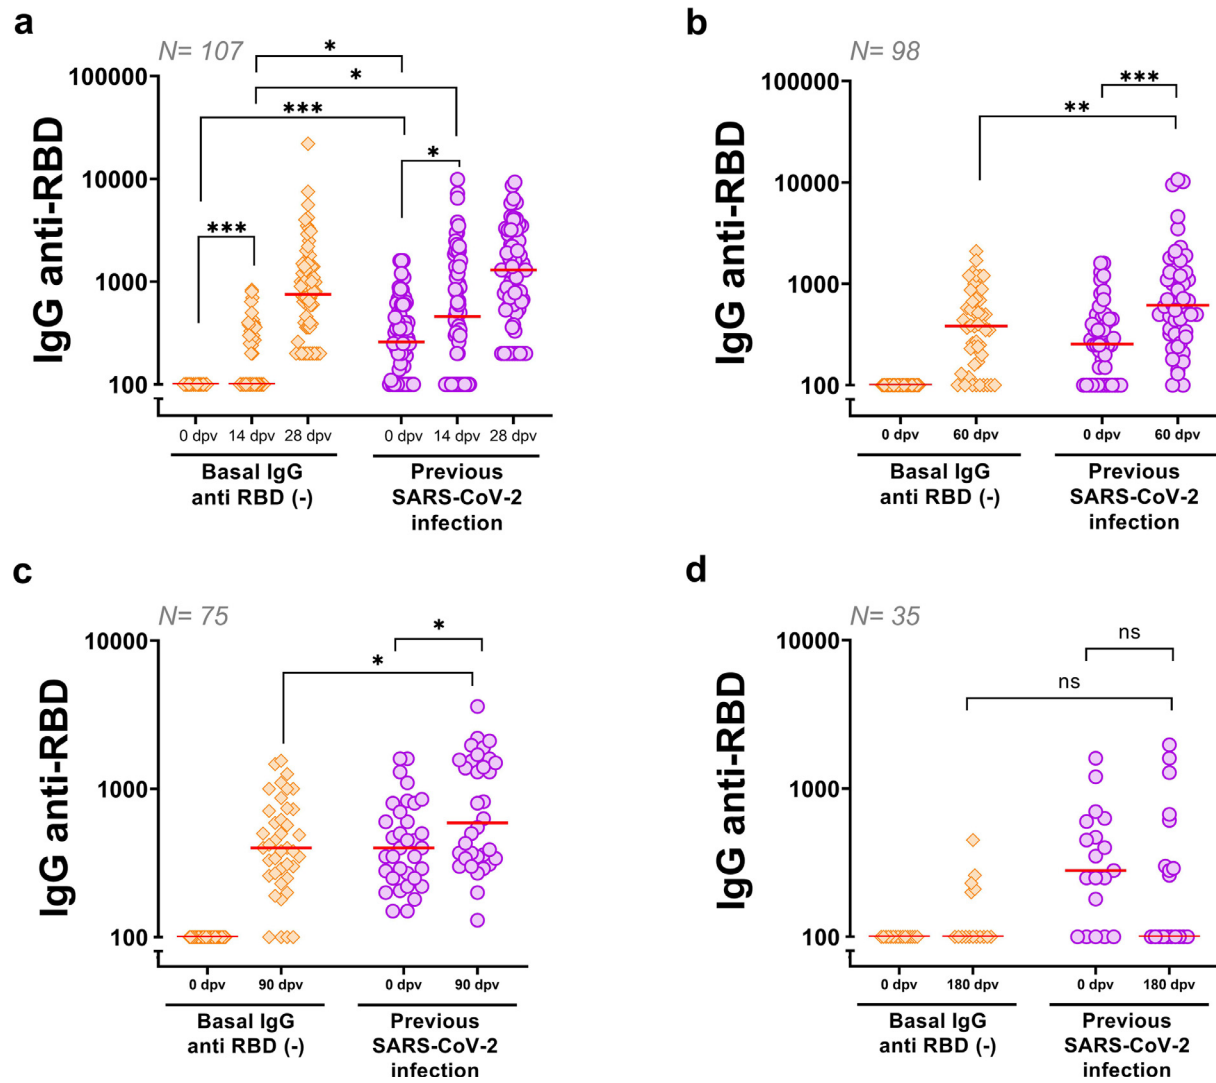 a
N= 107
IgG anti-RBD
100000
10000
1000
100
*
*
***
*
***
0 dpv 14 dpv 28 dpv 0 dpv 14 dpv 28 dpv
Basal IgG
anti RBD (-)
Previous
SARS-CoV-2
infection
b
N= 98
IgG anti-RBD
100000
10000
1000
100
***
**
0 dpv 60 dpv 0 dpv 60 dpv
Basal IgG
anti RBD (-)
Previous
SARS-CoV-2
infection
c
N= 75
IgG anti-RBD
10000
1000
100
*
*
0 dpv 90 dpv 0 dpv 90 dpv
Basal IgG
anti RBD (-)
Previous
SARS-CoV-2
infection
d
N= 35
IgG anti-RBD
10000
1000
100
ns
ns
0 dpv 180 dpv 0 dpv 180 dpv
Basal IgG
anti RBD (-)
Previous
SARS-CoV-2
infection